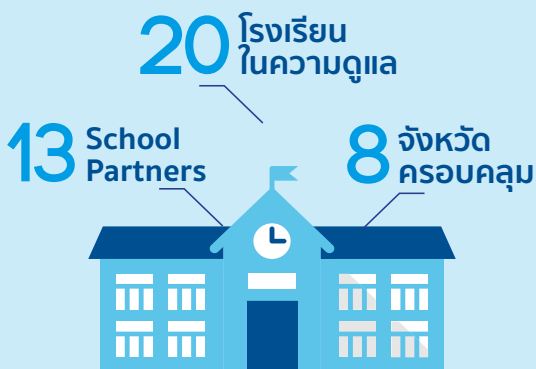 20 โรงเรียน
ในความดูแล
13 School
Partners
8 จังหวัด
ครอบคลุม